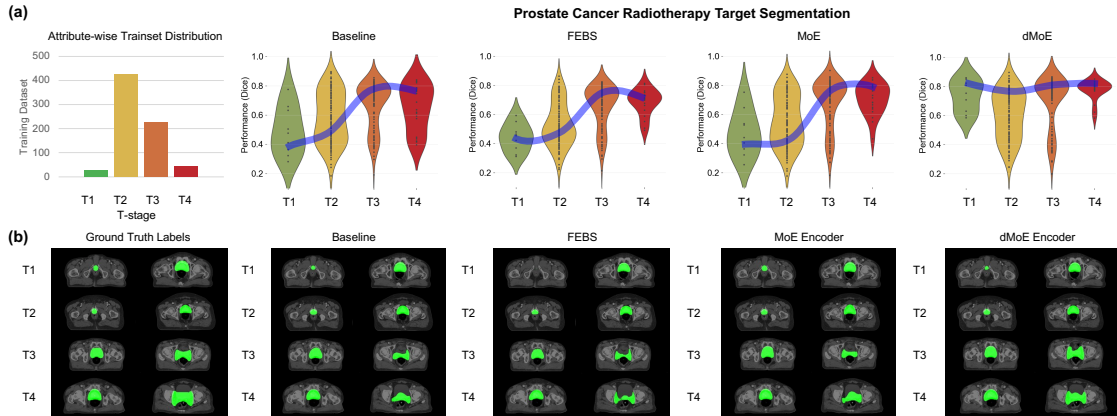 (a)
Prostate Cancer Radiotherapy Target Segmentation
Attribute-wise Trainset Distribution
Training Dataset
500
400
300
200
100
0
T1 T2 T3 T4
T-stage
Baseline
Performance (Dice)
1.0
0.8
0.6
0.4
0.2
T1 T2 T3 T4
FEBS
Performance (Dice)
1.0
0.8
0.6
0.4
0.2
T1 T2 T3 T4
MoE
Performance (Dice)
1.0
0.8
0.6
0.4
0.2
T1 T2 T3 T4
dMoE
Performance (Dice)
1.0
0.8
0.6
0.4
0.2
T1 T2 T3 T4
(b)
Ground Truth Labels
T1
T2
T3
T4
Baseline
T1
T2
T3
T4
FEBS
T1
T2
T3
T4
MoE Encoder
T1
T2
T3
T4
dMoE Encoder
T1
T2
T3
T4